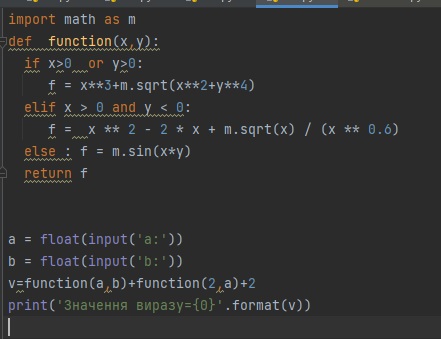 import math as m
def  function(x,y):
  if x>0  or y>0:
     f = x**3+m.sqrt(x**2+y**4)
  elif x > 0 and y < 0:
     f =  x ** 2 - 2 * x + m.sqrt(x) / (x ** 0.6)
  else : f = m.sin(x*y)
  return f
a = float(input('a:'))
b = float(input('b:'))
v=function(a,b)+function(2,a)+2
print('Значення виразу={0}'.format(v))